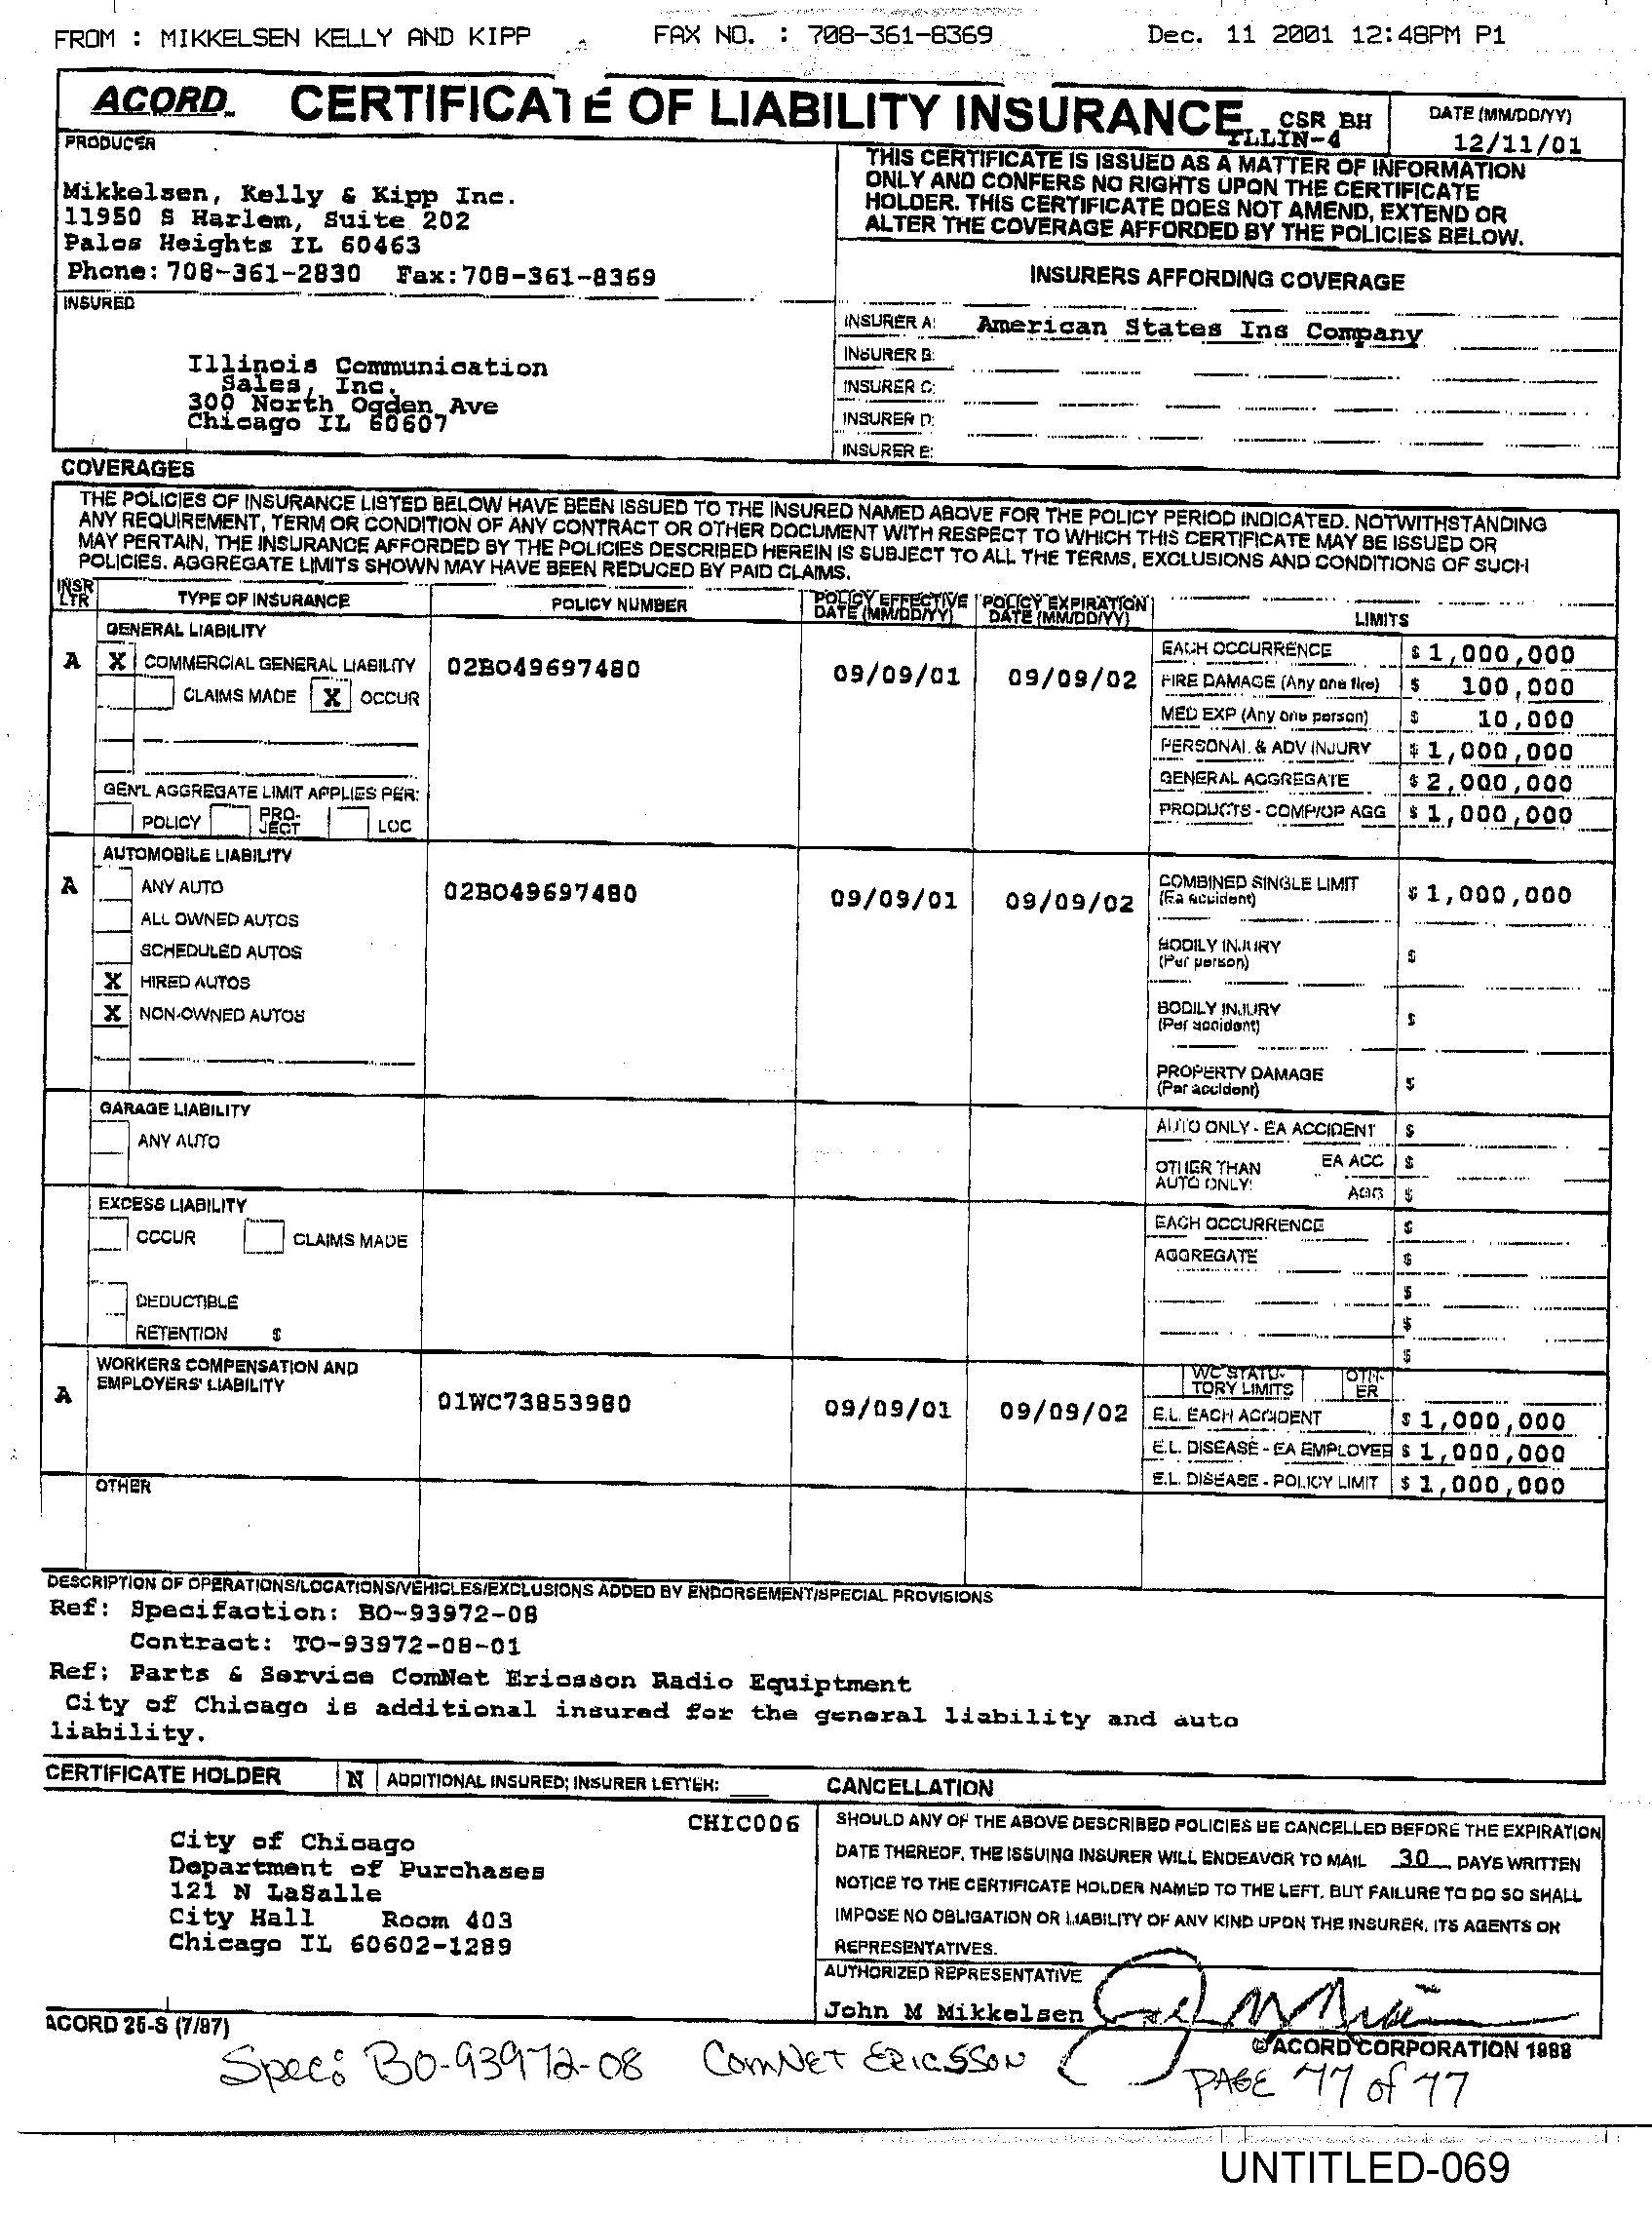 FROM : MIKKELSEN KELLY AND KIPP FAX NO. : 708-361-8369 Dec. 11 2001 12:48PM P1
ACORD. CERTIFICATE OF LIABILITY INSURANCE CSR BH DATE (MM/DD/YY)
ILLIN-4 12/11/01
PRODUCER
Mikkelsen, Kelly & Kipp Inc.
11950 S Harlem, Suite 202
Palos Heights IL 60463
Phone: 708-361-2830 Fax:708-361-8369
THIS CERTIFICATE IS ISSUED AS A MATTER OF INFORMATION
ONLY AND CONFERS NO RIGHTS UPON THE CERTIFICATE
HOLDER. THIS CERTIFICATE DOES NOT AMEND, EXTEND OR
ALTER THE COVERAGE AFFORDED BY THE POLICIES BELOW.
INSURERS AFFORDING COVERAGE
INSURED
Illinois Communication
Sales, Inc.
300 North Ogden Ave
Chicago IL 60607
INSURER A: American States Ins Company
INSURER B:
INSURER C:
INSURER D:
INSURER E:
COVERAGES
THE POLICIES OF INSURANCE LISTED BELOW HAVE BEEN ISSUED TO THE INSURED NAMED ABOVE FOR THE POLICY PERIOD INDICATED. NOTWITHSTANDING
ANY REQUIREMENT, TERM OR CONDITION OF ANY CONTRACT OR OTHER DOCUMENT WITH RESPECT TO WHICH THIS CERTIFICATE MAY BE ISSUED OR
MAY PERTAIN, THE INSURANCE AFFORDED BY THE POLICIES DESCRIBED HEREIN IS SUBJECT TO ALL THE TERMS, EXCLUSIONS AND CONDITIONS OF SUCH
POLICIES. AGGREGATE LIMITS SHOWN MAY HAVE BEEN REDUCED BY PAID CLAIMS.
INSR LTR TYPE OF INSURANCE POLICY NUMBER POLICY EFFECTIVE DATE (MM/DD/YY) POLICY EXPIRATION DATE (MM/DD/YY) LIMITS
GENERAL LIABILITY EACH OCCURRENCE $ 1,000,000
A X COMMERCIAL GENERAL LIABILITY 02BO49697480 09/09/01 09/09/02 FIRE DAMAGE (Any one fire) $ 100,000
CLAIMS MADE X OCCUR MED EXP (Any one person) $ 10,000
PERSONAL & ADV INJURY $ 1,000,000
GENERAL AGGREGATE $ 2,000,000
GEN'L AGGREGATE LIMIT APPLIES PER: PRODUCTS - COMP/OP AGG $ 1,000,000
POLICY PRO-JECT LOC
AUTOMOBILE LIABILITY
A ANY AUTO 02BO49697480 09/09/01 09/09/02 COMBINED SINGLE LIMIT (Ea accident) $ 1,000,000
ALL OWNED AUTOS
SCHEDULED AUTOS BODILY INJURY (Per person) $
X HIRED AUTOS
X NON-OWNED AUTOS BODILY INJURY (Per accident) $
PROPERTY DAMAGE (Per accident) $
GARAGE LIABILITY AUTO ONLY - EA ACCIDENT $
ANY AUTO OTHER THAN AUTO ONLY: EA ACC $
AGG $
EXCESS LIABILITY EACH OCCURRENCE $
OCCUR CLAIMS MADE AGGREGATE $
$
DEDUCTIBLE $
RETENTION $ $
WORKERS COMPENSATION AND EMPLOYERS' LIABILITY WC STATU-TORY LIMITS OTH-ER
A 01WC73853980 09/09/01 09/09/02 E.L. EACH ACCIDENT $ 1,000,000
E.L. DISEASE - EA EMPLOYEE $ 1,000,000
E.L. DISEASE - POLICY LIMIT $ 1,000,000
OTHER
DESCRIPTION OF OPERATIONS/LOCATIONS/VEHICLES/EXCLUSIONS ADDED BY ENDORSEMENT/SPECIAL PROVISIONS
Ref: Specifaction: BO-93972-08
Contract: TO-93972-08-01
Ref: Parts & Service ComNet Ericsson Radio Equiptment
City of Chicago is additional insured for the general liability and auto
liability.
CERTIFICATE HOLDER N ADDITIONAL INSURED; INSURER LETTER: CANCELLATION
CHIC006
City of Chicago
Department of Purchases
121 N LaSalle
City Hall Room 403
Chicago IL 60602-1289
SHOULD ANY OF THE ABOVE DESCRIBED POLICIES BE CANCELLED BEFORE THE EXPIRATION
DATE THEREOF, THE ISSUING INSURER WILL ENDEAVOR TO MAIL 30 DAYS WRITTEN
NOTICE TO THE CERTIFICATE HOLDER NAMED TO THE LEFT, BUT FAILURE TO DO SO SHALL
IMPOSE NO OBLIGATION OR LIABILITY OF ANY KIND UPON THE INSURER, ITS AGENTS OR
REPRESENTATIVES.
AUTHORIZED REPRESENTATIVE
John M Mikkelsen
ACORD 25-S (7/97) © ACORD CORPORATION 1988
Spec: BO-93972-08 COMNET ERICSSON PAGE 77 of 77
UNTITLED-069